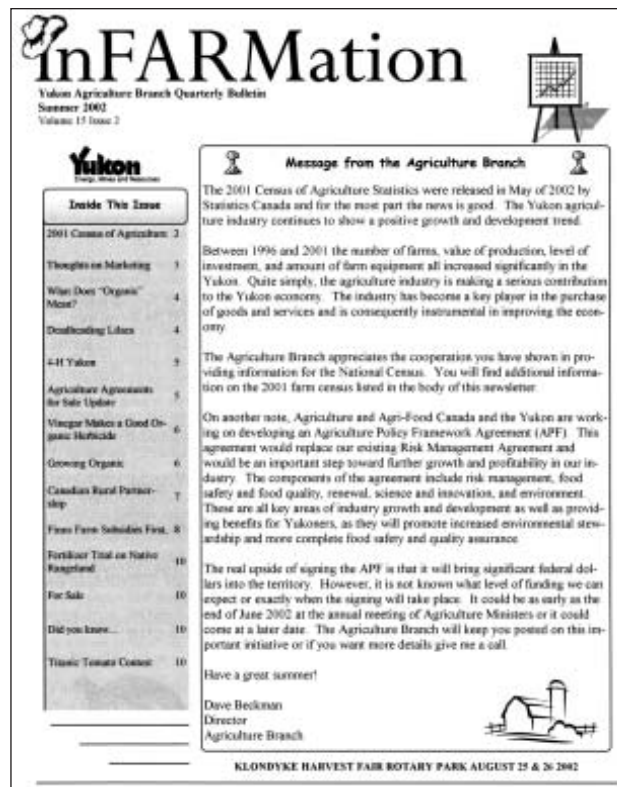 InFARMation
Yukon Agriculture Branch Quarterly Bulletin
Summer 2002
Volume 15 Issue 2
Yukon
Energy, Mines and Resources
Inside This Issue
2001 Census of Agriculture 2
Thoughts on Marketing 3
What Does "Organic"
Mean? 4
Deadheading Lilacs 4
4-H Yukon 5
Agriculture Agreements
for Sale Update 5
Vinegar Makes a Good Or-
ganic Herbicide 6
Growing Organic 6
Canadian Rural Partner-
ship 7
Farm Subsidies First, 8
Fertilizer Trial on Native
Rangeland 10
For Sale 10
Did you know... 10
Titanic Tomato Contest 10
Message from the Agriculture Branch
The 2001 Census of Agriculture Statistics were released in May of 2002 by
Statistics Canada and for the most part the news is good. The Yukon agricul-
ture industry continues to show a positive growth and development trend.
Between 1996 and 2001 the number of farms, value of production, level of
investment, and amount of farm equipment all increased significantly in the
Yukon. Quite simply, the agriculture industry is making a serious contribution
to the Yukon economy. The industry has become a key player in the purchase
of goods and services and is consequently instrumental in improving the econ-
omy.
The Agriculture Branch appreciates the cooperation you have shown in pro-
viding information for the National Census. You will find additional informa-
tion on the 2001 farm census listed in the body of this newsletter.
On another note, Agriculture and Agri-Food Canada and the Yukon are work-
ing on developing an Agriculture Policy Framework Agreement (APF). This
agreement would replace our existing Risk Management Agreement and
would be an important step toward further growth and profitability in our in-
dustry. The components of the agreement include risk management, food
safety and food quality, renewal, science and innovation, and environment.
These are all key areas of industry growth and development as well as provid-
ing benefits for Yukoners, as they will promote increased environmental stew-
ardship and more complete food safety and quality assurance.
The real upside of signing the APF is that it will bring significant federal dol-
lars into the territory. However, it is not known what level of funding we can
expect or exactly when the signing will take place. It could be as early as the
end of June 2002 at the annual meeting of Agriculture Ministers or it could
come at a later date. The Agriculture Branch will keep you posted on this im-
portant initiative or if you want more details give me a call.
Have a great summer!
Dave Beckman
Director
Agriculture Branch
KLONDYKE HARVEST FAIR ROTARY PARK AUGUST 25 & 26 2002